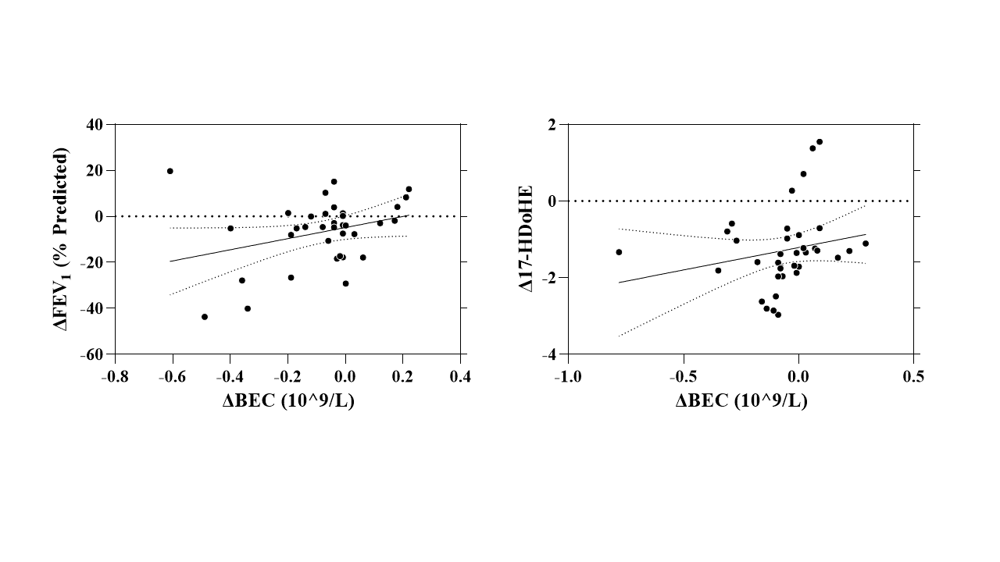 40
20
0
-20
-40
-60
ΔFEV1 (% Predicted)
-0.8 -0.6 -0.4 -0.2 0.0 0.2 0.4
ΔBEC (10^9/L)
2
0
-2
-4
Δ17-HDoHE
-1.0 -0.5 0.0 0.5
ΔBEC (10^9/L)